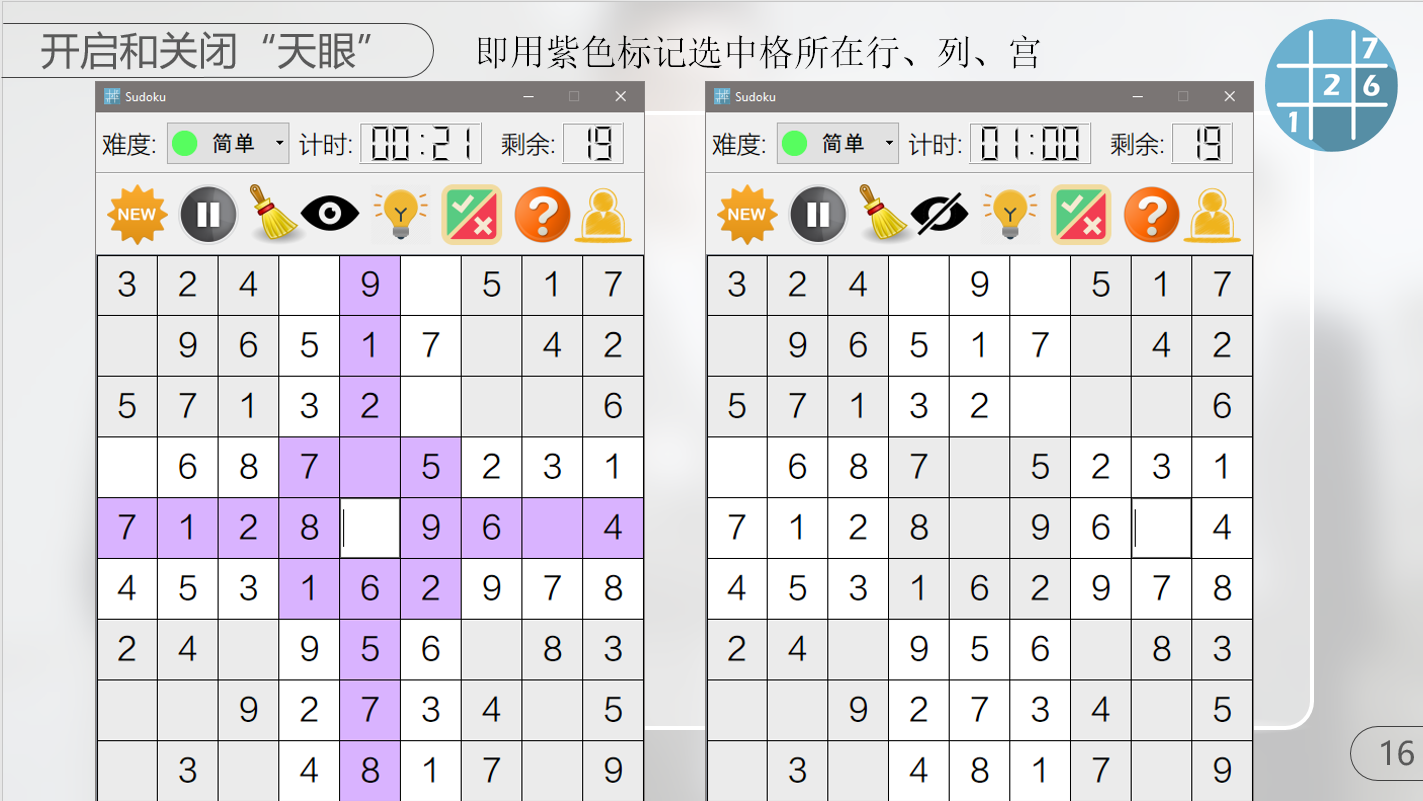 开启和关闭“天眼”
即用紫色标记选中格所在行、列、宫
7
2 6
1
Sudoku
难度: 简单 计时: 00:21 剩余: 19
NEW ?
3 2 4 9 5 1 7
9 6 5 1 7 4 2
5 7 1 3 2 6
6 8 7 5 2 3 1
7 1 2 8 9 6 4
4 5 3 1 6 2 9 7 8
2 4 9 5 6 8 3
9 2 7 3 4 5
3 4 8 1 7 9
Sudoku
难度: 简单 计时: 01:00 剩余: 19
NEW ?
3 2 4 9 5 1 7
9 6 5 1 7 4 2
5 7 1 3 2 6
6 8 7 5 2 3 1
7 1 2 8 9 6 4
4 5 3 1 6 2 9 7 8
2 4 9 5 6 8 3
9 2 7 3 4 5
3 4 8 1 7 9
16